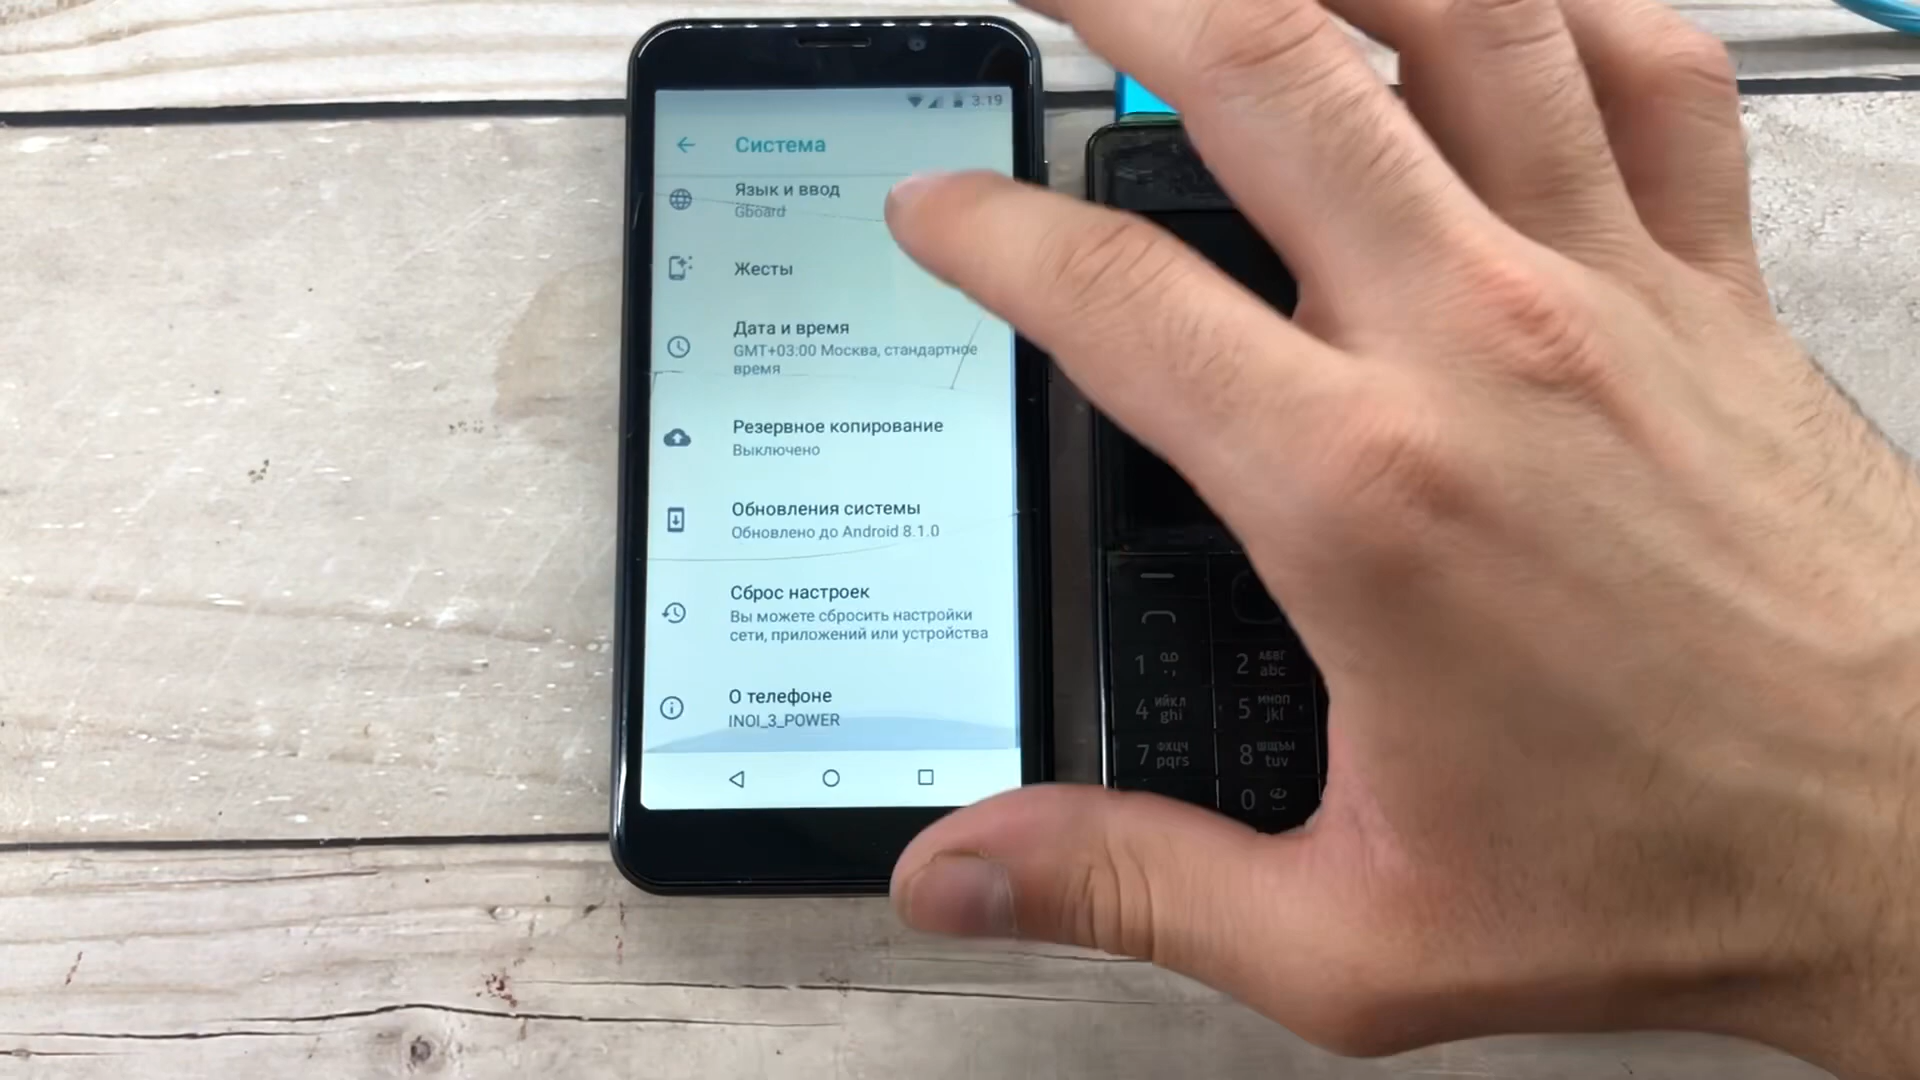 3:19
Система
Язык и ввод
Gboard
Жесты
Дата и время
GMT+03:00 Москва, стандартное
время
Резервное копирование
Выключено
Обновления системы
Обновлено до Android 8.1.0
Сброс настроек
Вы можете сбросить настройки
сети, приложений или устройства
О телефоне
INOI_3_POWER
1
2 АБВГ abc
4 ИЙКЛ ghi
5 МНОП jkl
7 ФХЦЧ pqrs
8 ШЩЪЫ tuv
0